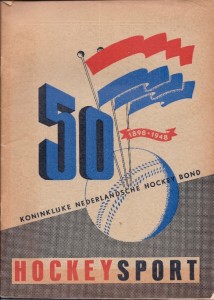 50
1898-1948
KONINKLIJKE NEDERLANDSCHE HOCKEY BOND
HOCKEYSPORT